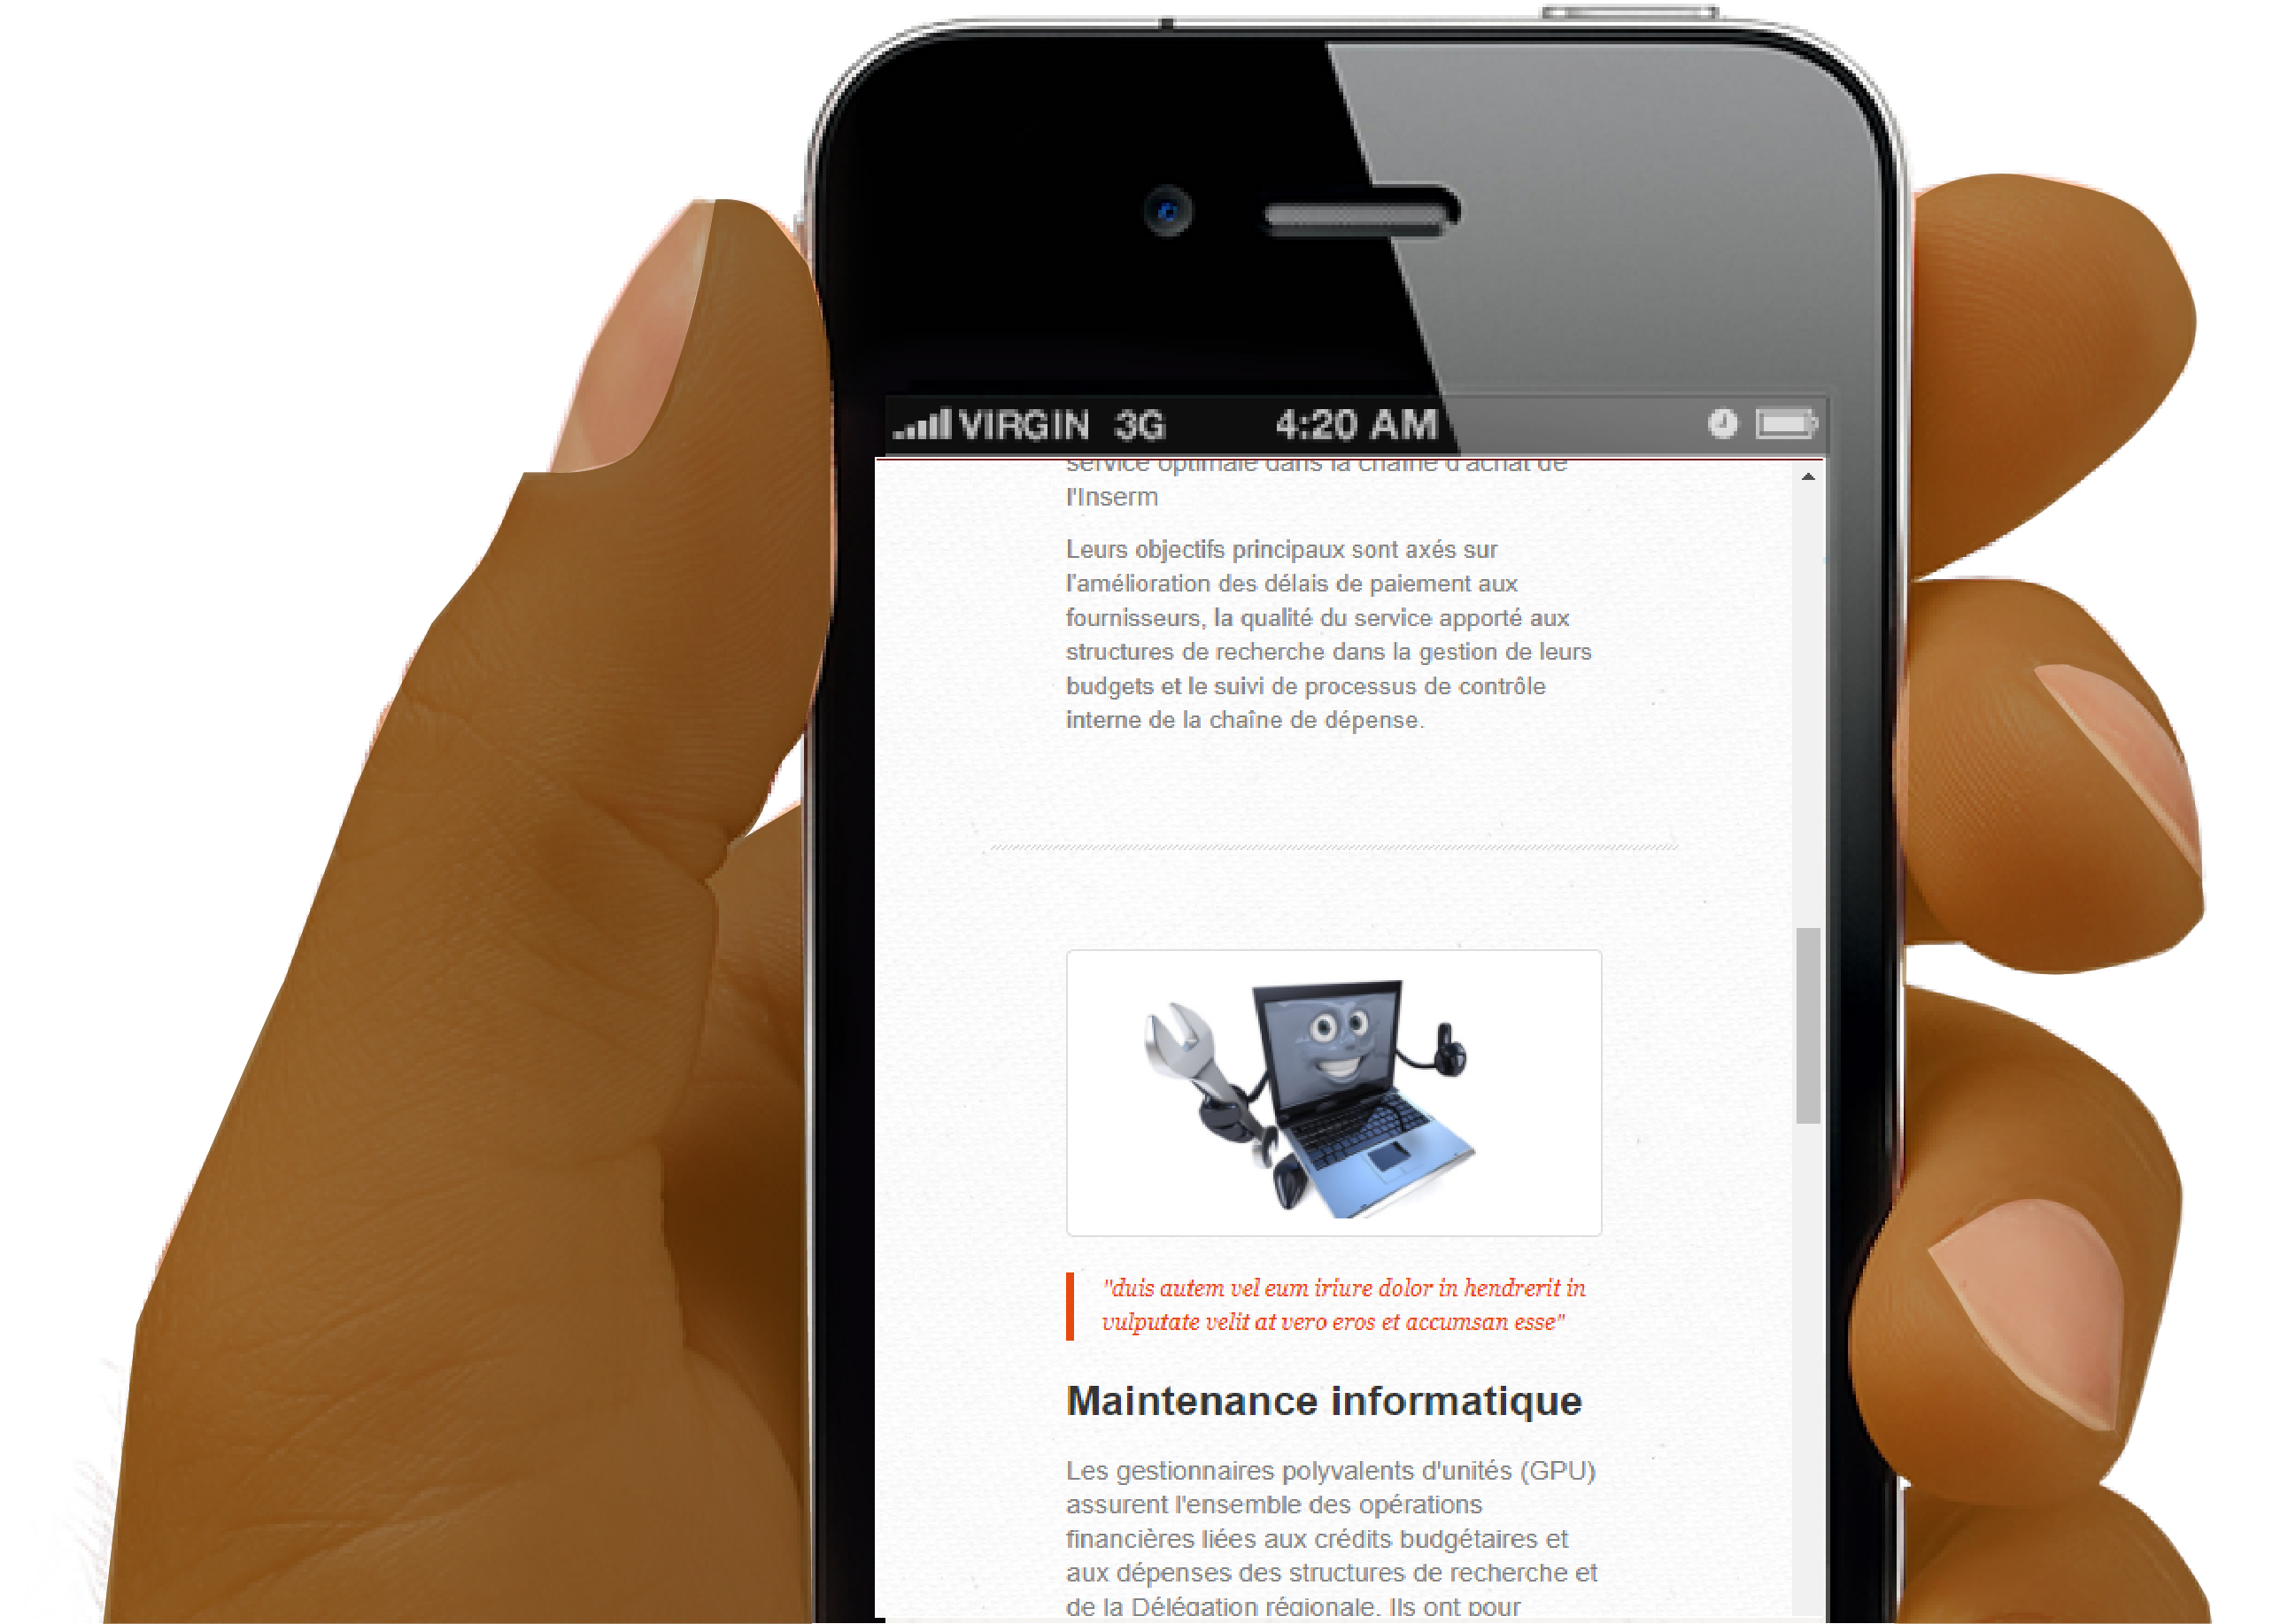 VIRGIN 3G 4:20 AM
service optimale dans la chaîne d'achat de
l'Inserm
Leurs objectifs principaux sont axés sur
l'amélioration des délais de paiement aux
fournisseurs, la qualité du service apporté aux
structures de recherche dans la gestion de leurs
budgets et le suivi de processus de contrôle
interne de la chaîne de dépense.
"duis autem vel eum iriure dolor in hendrerit in
vulputate velit at vero eros et accumsan esse"
Maintenance informatique
Les gestionnaires polyvalents d'unités (GPU)
assurent l'ensemble des opérations
financières liées aux crédits budgétaires et
aux dépenses des structures de recherche et
de la Délégation régionale. Ils ont pour